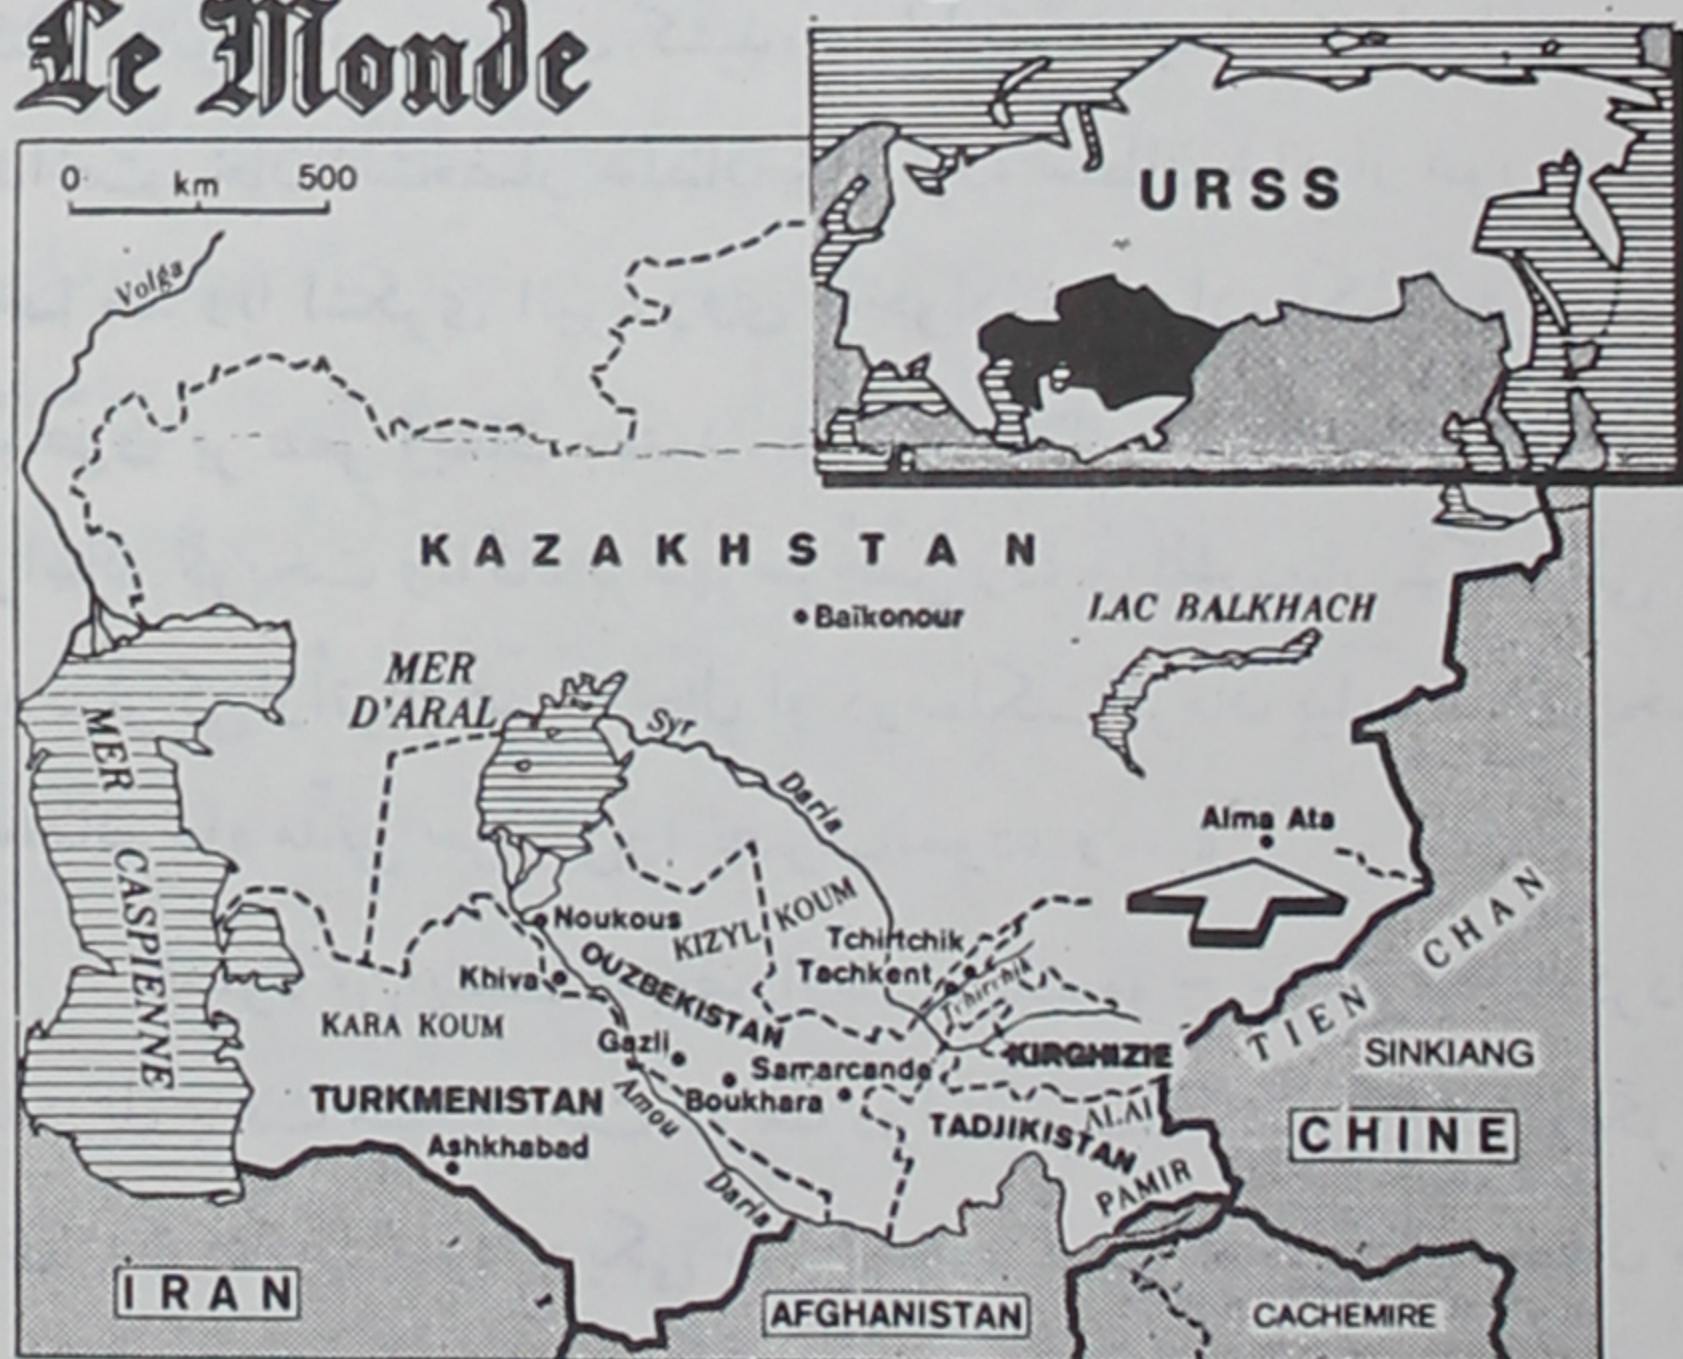 Le Monde
0 km 500
URSS
Volga
KAZAKHSTAN
Baïkonour
LAC BALKHACH
MER
D'ARAL
Syr
Daria
MER
CASPIENNE
Alma Ata
Noukous
KIZYL KOUM
Tchirtchik
Tachkent
Tchirtchik
Khiva
OUZBEKISTAN
TIEN CHAN
KARA KOUM
Gazli
Samarcande
KIRGHIZIE
SINKIANG
TURKMENISTAN
Amou
Boukhara
ALAI
TADJIKISTAN
CHINE
Ashkhabad
Daria
PAMIR
IRAN
AFGHANISTAN
CACHEMIRE